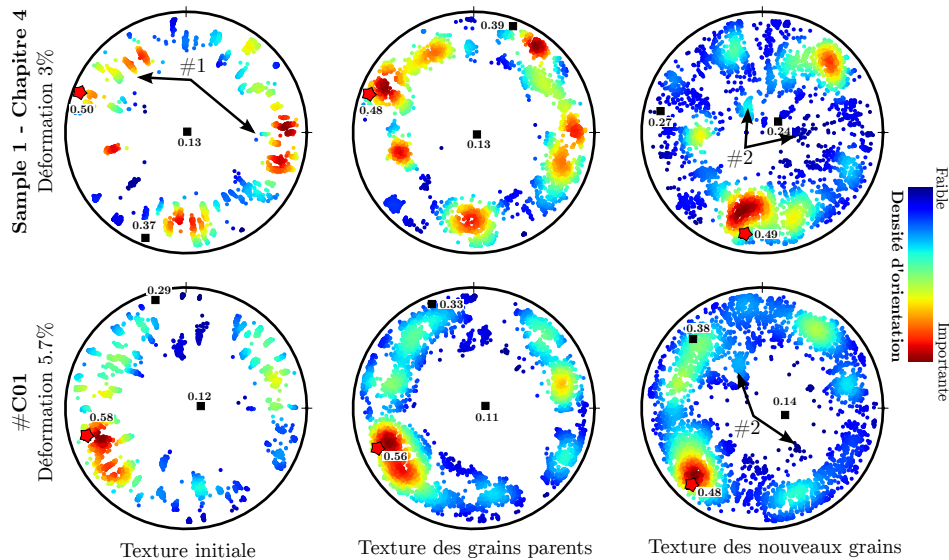 Sample 1 - Chapitre 4
Déformation 3%
#1
0.50
0.13
0.37
0.39
0.48
0.13
0.27
0.24
#2
0.49
#C01
Déformation 5.7%
0.29
0.12
0.58
0.33
0.11
0.56
0.38
0.14
#2
0.48
Faible
Densité d'orientation
Importante
Texture initiale
Texture des grains parents
Texture des nouveaux grains